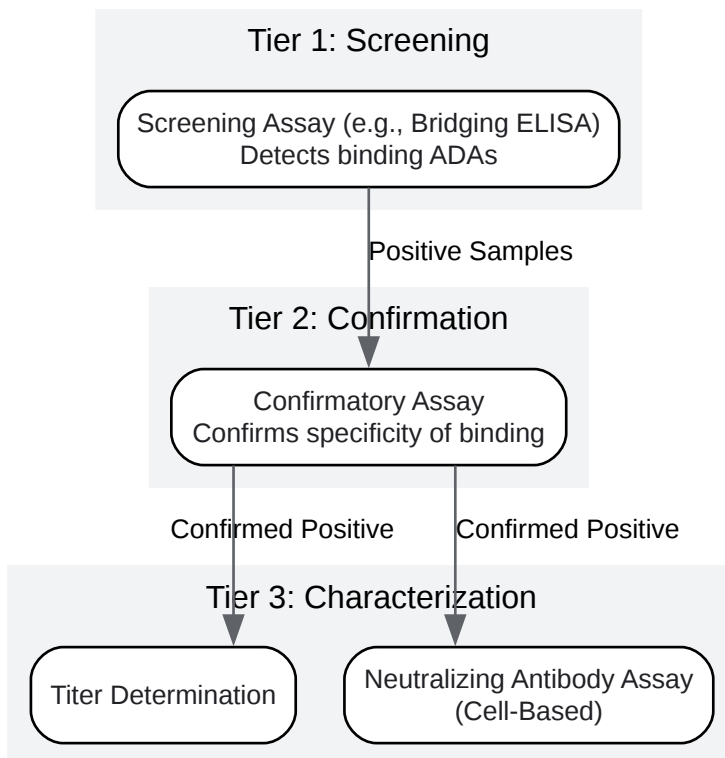 Tier 1: Screening
Screening Assay (e.g., Bridging ELISA)
Detects binding ADAs
Positive Samples
Tier 2: Confirmation
Confirmatory Assay
Confirms specificity of binding
Confirmed Positive
Confirmed Positive
Tier 3: Characterization
Titer Determination
Neutralizing Antibody Assay
(Cell-Based)